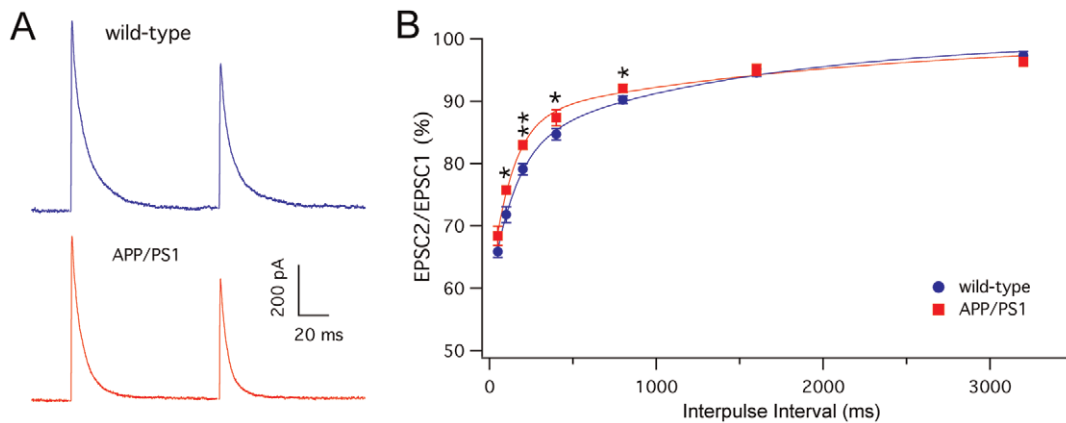 A
wild-type
APP/PS1
200 pA
20 ms
B
EPSC2/EPSC1 (%)
100
90
80
70
60
50
*
**
*
*
wild-type
APP/PS1
0
1000
2000
3000
Interpulse Interval (ms)